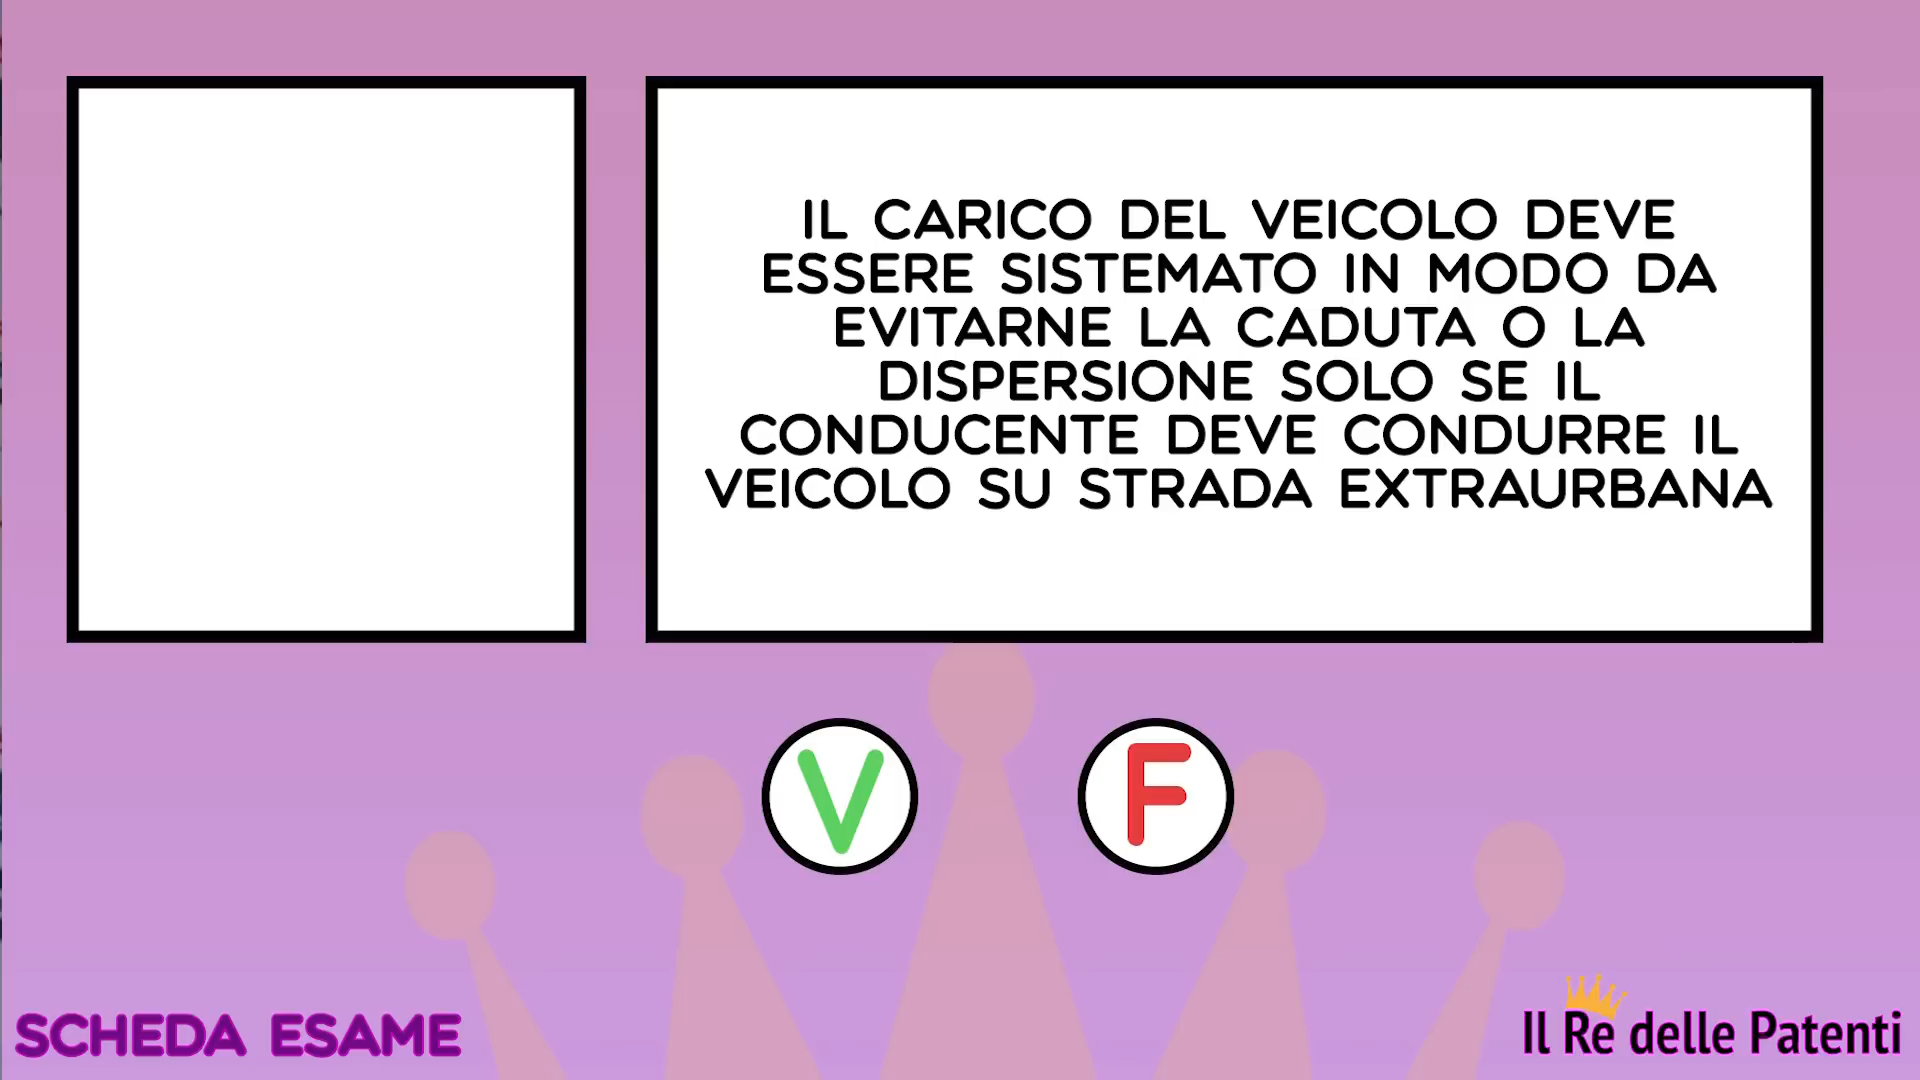 IL CARICO DEL VEICOLO DEVE
ESSERE SISTEMATO IN MODO DA
EVITARNE LA CADUTA O LA
DISPERSIONE SOLO SE IL
CONDUCENTE DEVE CONDURRE IL
VEICOLO SU STRADA EXTRAURBANA
V
F
SCHEDA ESAME
Il Re delle Patenti